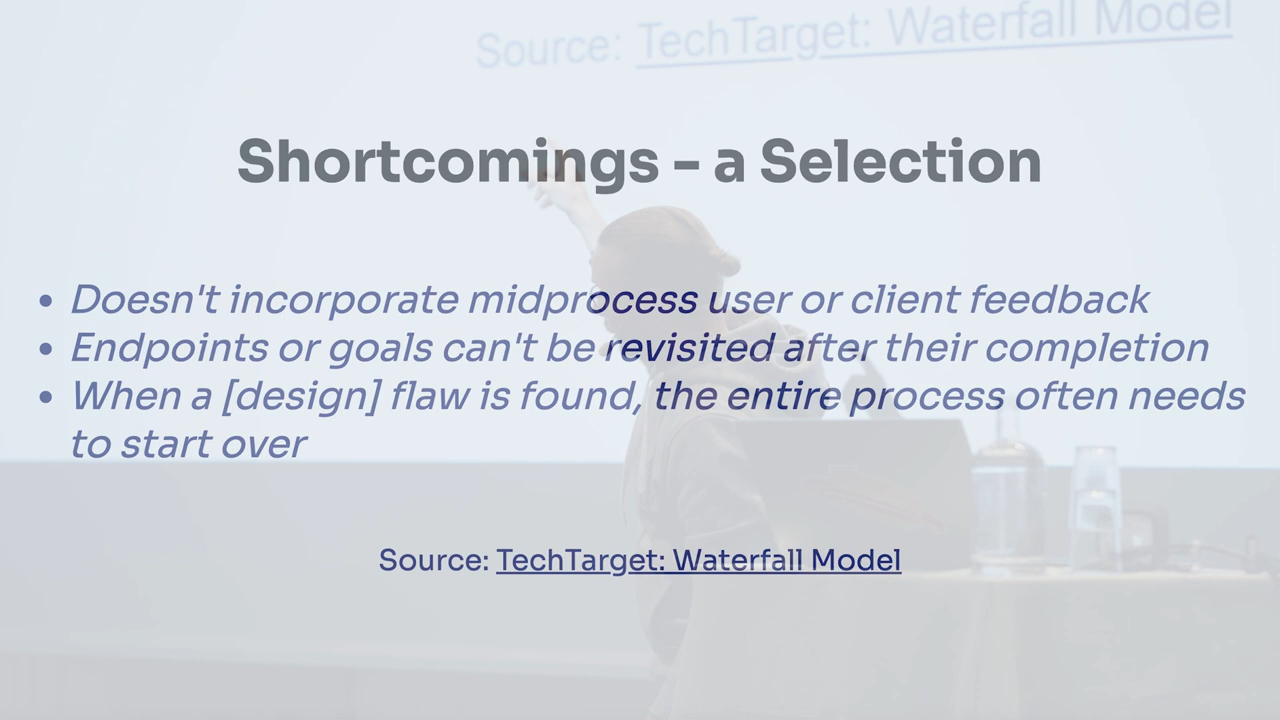 Source: TechTarget: Waterfall Model
Shortcomings – a Selection
• Doesn't incorporate midprocess user or client feedback
• Endpoints or goals can't be revisited after their completion
• When a [design] flaw is found, the entire process often needs
to start over
Source: TechTarget: Waterfall Model